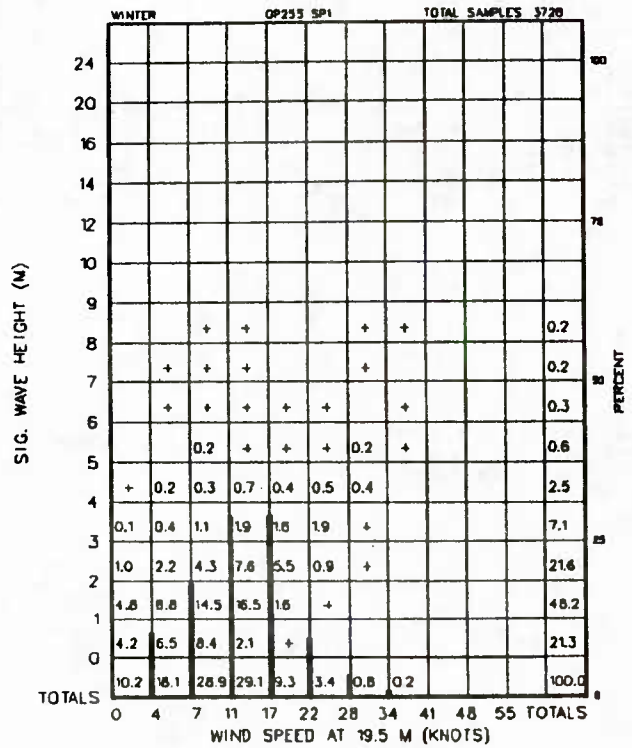 WINTER OP255 SP1 TOTAL SAMPLES
24 100
20
16
14
12 75
10
9
+ + + + 0.2
8
+ + + + 0.2
7 50
+ + + + + + 0.3
6
0.2 + + + 0.2 + 0.6
5
+ 0.2 0.3 0.7 0.4 0.5 0.4 2.5
4
0.1 0.4 1.1 1.9 1.6 1.9 + 7.1
3 25
1.0 2.2 4.3 7.6 5.5 0.9 + 21.6
2
4.8 8.8 14.5 16.5 1.6 + 46.2
1
4.2 6.5 8.4 2.1 + 21.3
0
10.2 18.1 28.9 29.1 9.3 3.4 0.8 0.2 100.0
TOTALS 0
0 4 7 11 17 22 28 34 41 48 55 TOTALS
WIND SPEED AT 19.5 M (KNOTS)
SIG. WAVE HEIGHT (M)
PERCENT